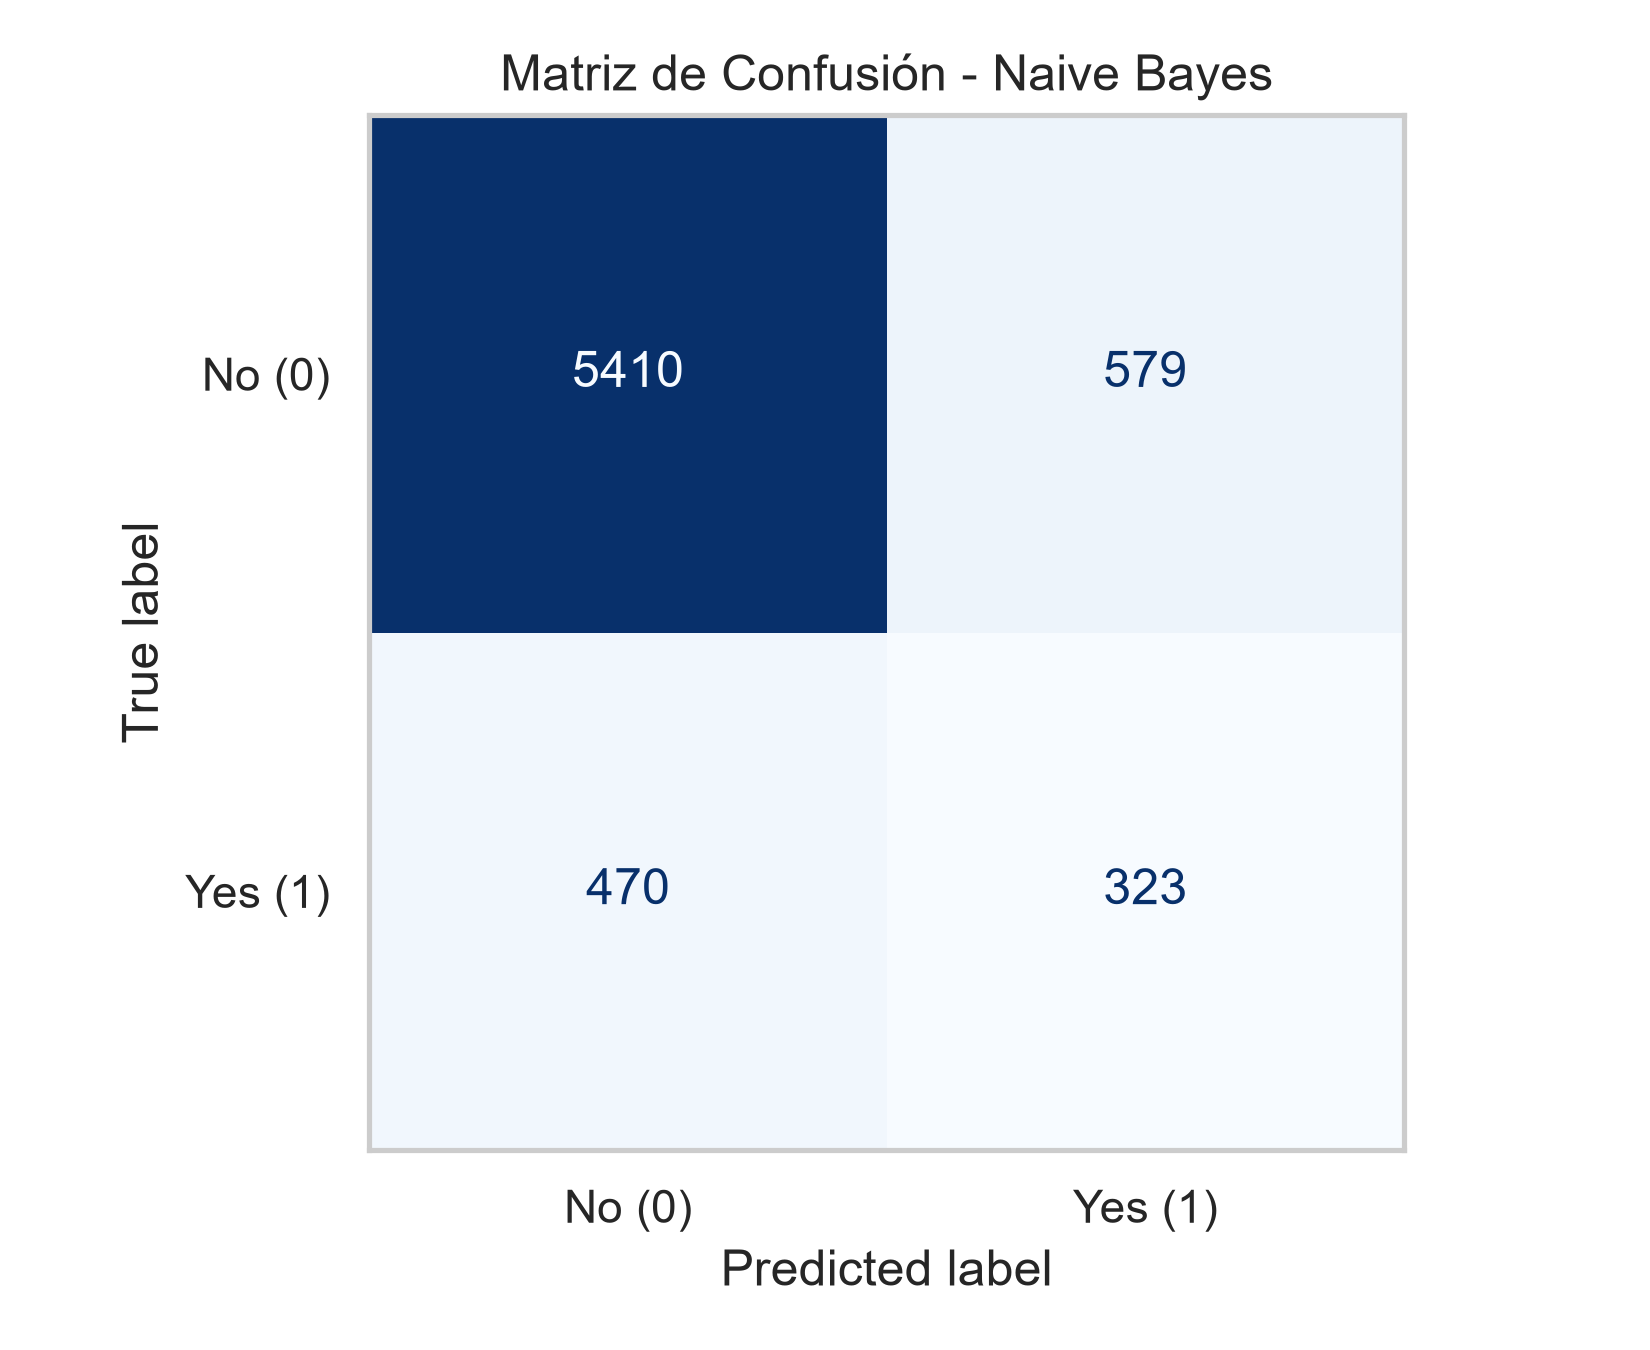 Matriz de Confusión - Naive Bayes
No (0)
5410
579
True label
Yes (1)
470
323
No (0)
Yes (1)
Predicted label